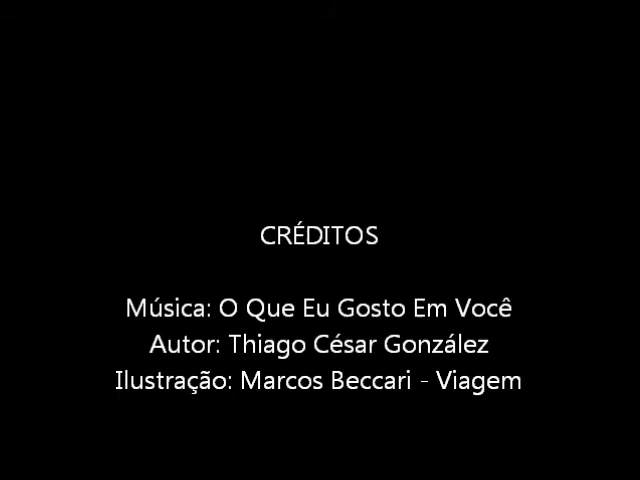 CRÉDITOS
Música: O Que Eu Gosto Em Você
Autor: Thiago César González
Ilustração: Marcos Beccari - Viagem